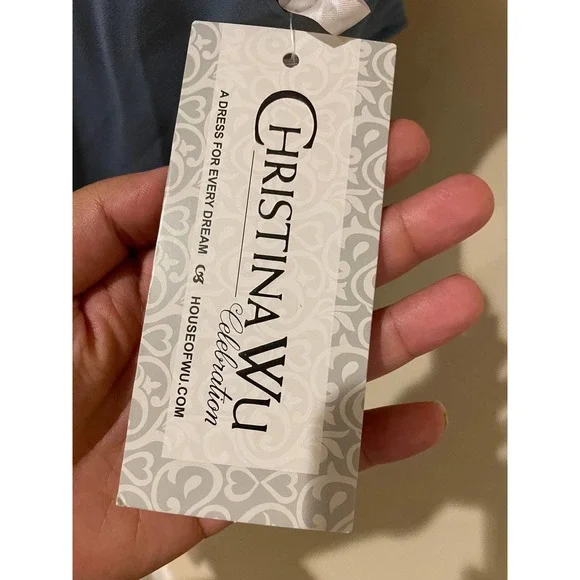 CHRISTINA WU
Celebration
A DRESS FOR EVERY DREAM HOUSEOFWU.COM